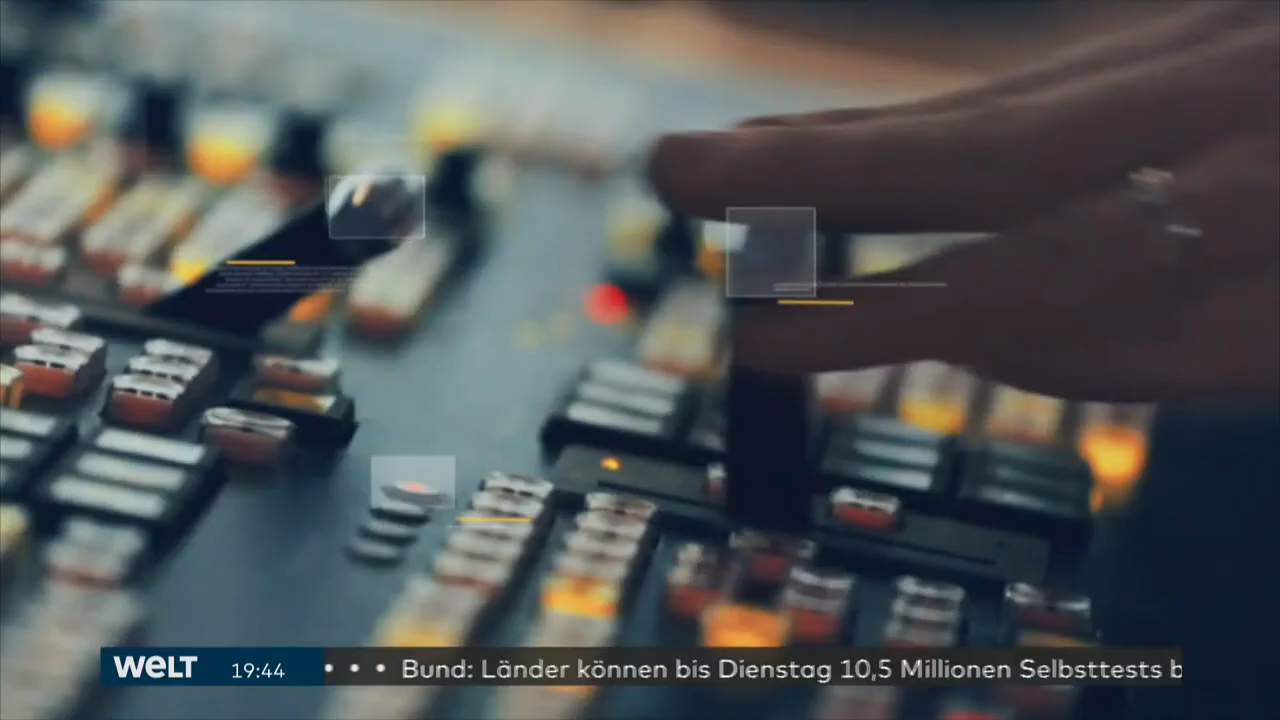 welt 19:44 • • • Bund: Länder können bis Dienstag 10,5 Millionen Selbsttests b